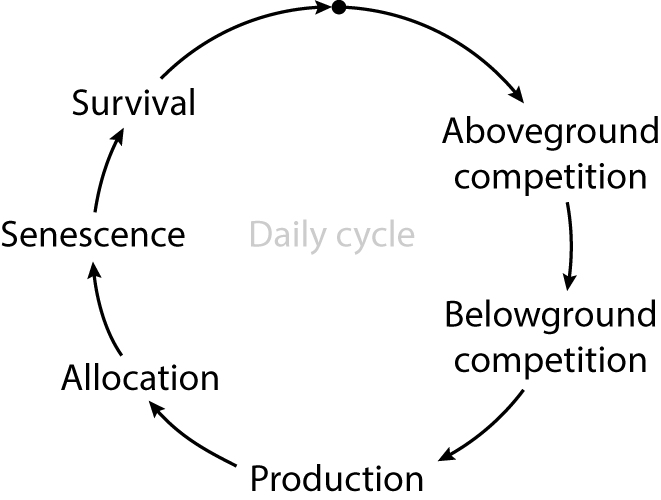 Survival
Aboveground
competition
Senescence
Daily cycle
Belowground
competition
Allocation
Production